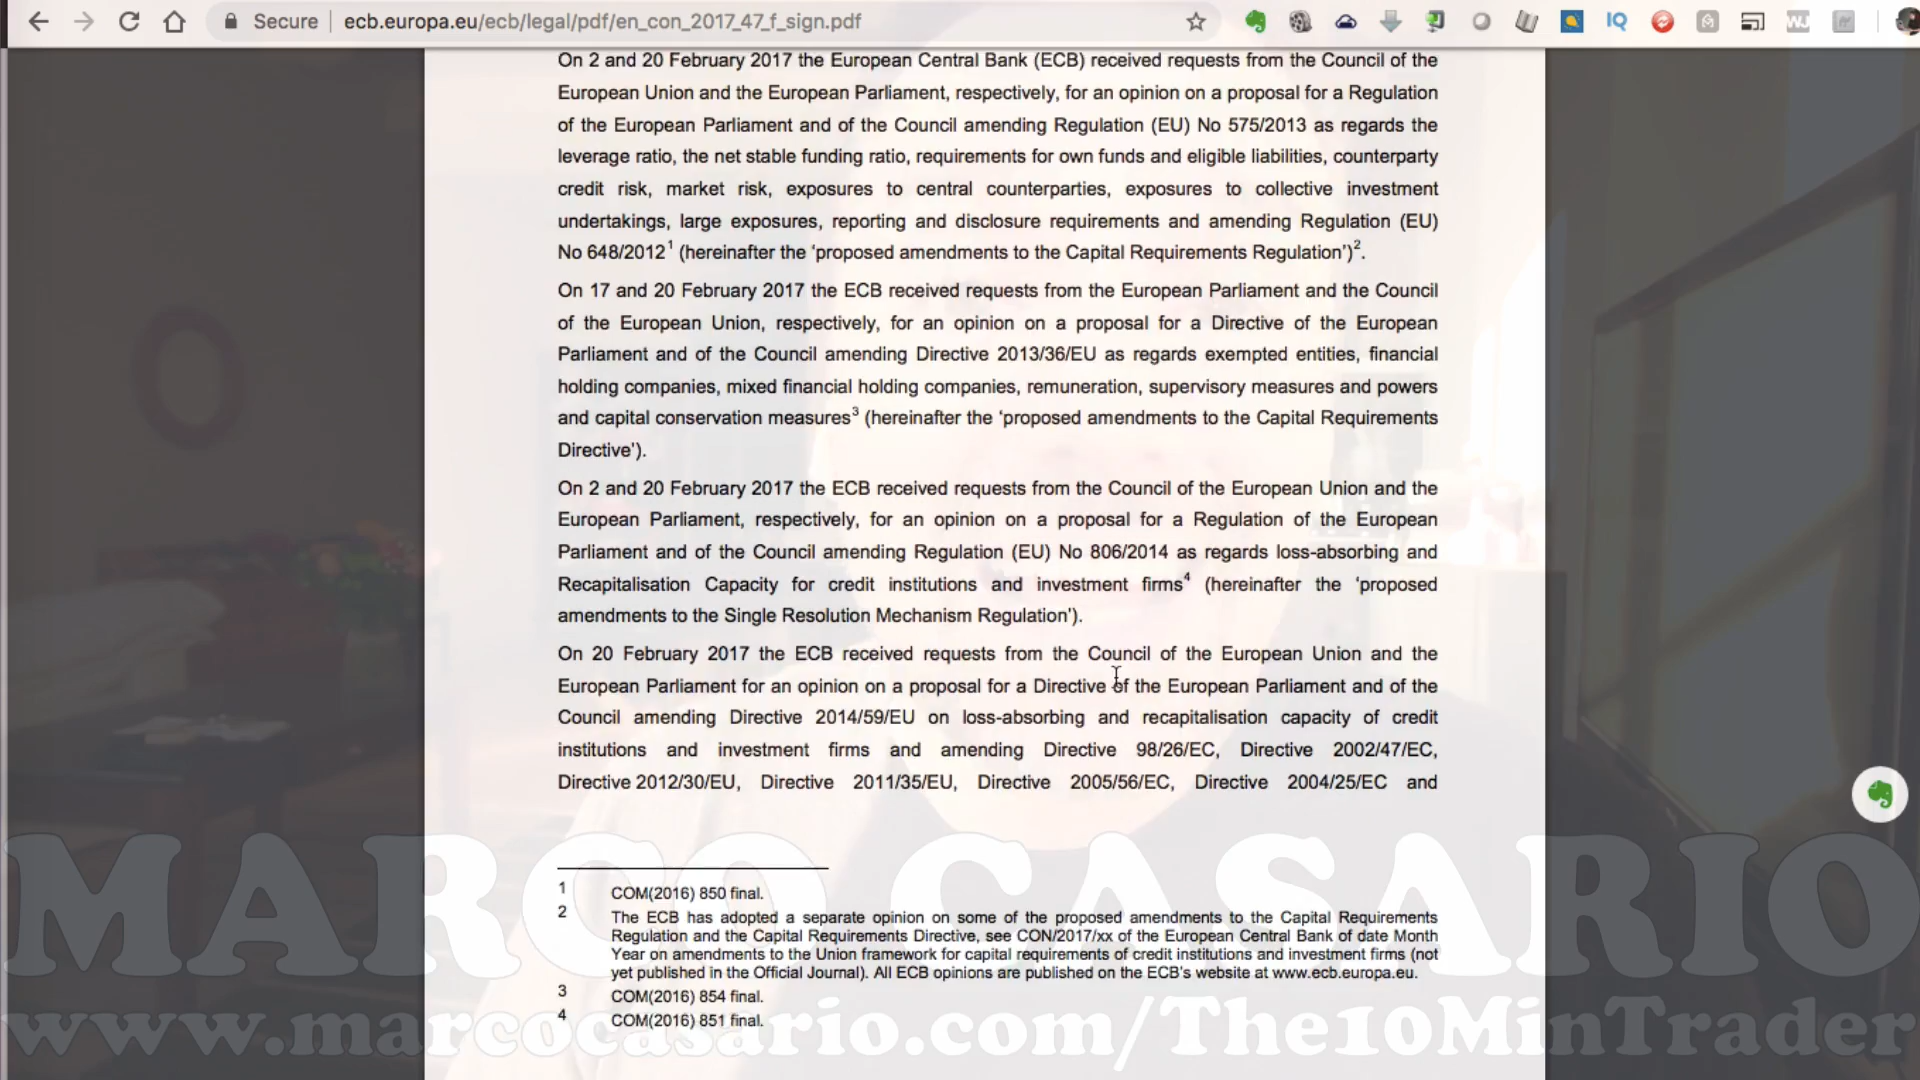 Secure
ecb.europa.eu/ecb/legal/pdf/en_con_2017_47_f_sign.pdf
IQ
WJ
On 2 and 20 February 2017 the European Central Bank (ECB) received requests from the Council of the
European Union and the European Parliament, respectively, for an opinion on a proposal for a Regulation
of the European Parliament and of the Council amending Regulation (EU) No 575/2013 as regards the
leverage ratio, the net stable funding ratio, requirements for own funds and eligible liabilities, counterparty
credit risk, market risk, exposures to central counterparties, exposures to collective investment
undertakings, large exposures, reporting and disclosure requirements and amending Regulation (EU)
No 648/2012¹ (hereinafter the ‘proposed amendments to the Capital Requirements Regulation’)².
On 17 and 20 February 2017 the ECB received requests from the European Parliament and the Council
of the European Union, respectively, for an opinion on a proposal for a Directive of the European
Parliament and of the Council amending Directive 2013/36/EU as regards exempted entities, financial
holding companies, mixed financial holding companies, remuneration, supervisory measures and powers
and capital conservation measures³ (hereinafter the ‘proposed amendments to the Capital Requirements
Directive’).
On 2 and 20 February 2017 the ECB received requests from the Council of the European Union and the
European Parliament, respectively, for an opinion on a proposal for a Regulation of the European
Parliament and of the Council amending Regulation (EU) No 806/2014 as regards loss-absorbing and
Recapitalisation Capacity for credit institutions and investment firms⁴ (hereinafter the ‘proposed
amendments to the Single Resolution Mechanism Regulation’).
On 20 February 2017 the ECB received requests from the Council of the European Union and the
European Parliament for an opinion on a proposal for a Directive of the European Parliament and of the
Council amending Directive 2014/59/EU on loss-absorbing and recapitalisation capacity of credit
institutions and investment firms and amending Directive 98/26/EC, Directive 2002/47/EC,
Directive 2012/30/EU, Directive 2011/35/EU, Directive 2005/56/EC, Directive 2004/25/EC and
1 COM(2016) 850 final.
2 The ECB has adopted a separate opinion on some of the proposed amendments to the Capital Requirements
Regulation and the Capital Requirements Directive, see CON/2017/xx of the European Central Bank of date Month
Year on amendments to the Union framework for capital requirements of credit institutions and investment firms (not
yet published in the Official Journal). All ECB opinions are published on the ECB's website at www.ecb.europa.eu.
3 COM(2016) 854 final.
4 COM(2016) 851 final.
MARCO CASARIO
www.marcocasario.com/The10MinTrader